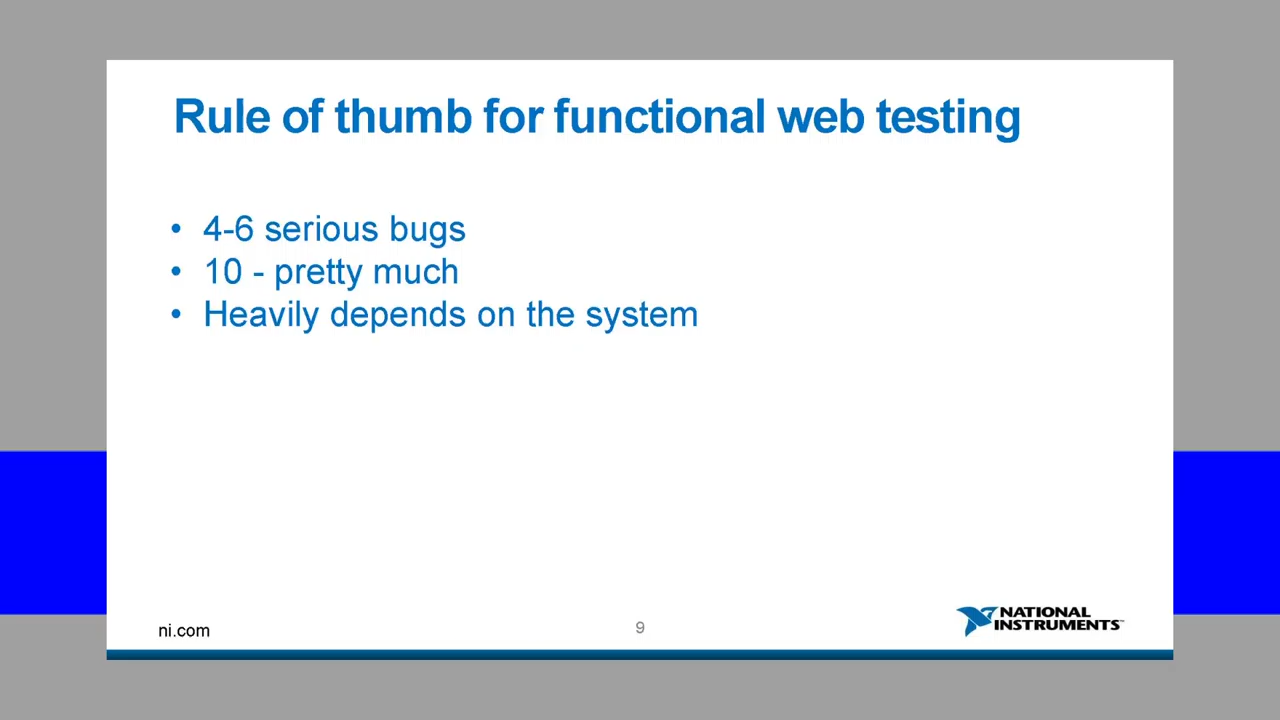 Rule of thumb for functional web testing
• 4-6 serious bugs
• 10 - pretty much
• Heavily depends on the system
ni.com
9
NATIONAL
INSTRUMENTS™